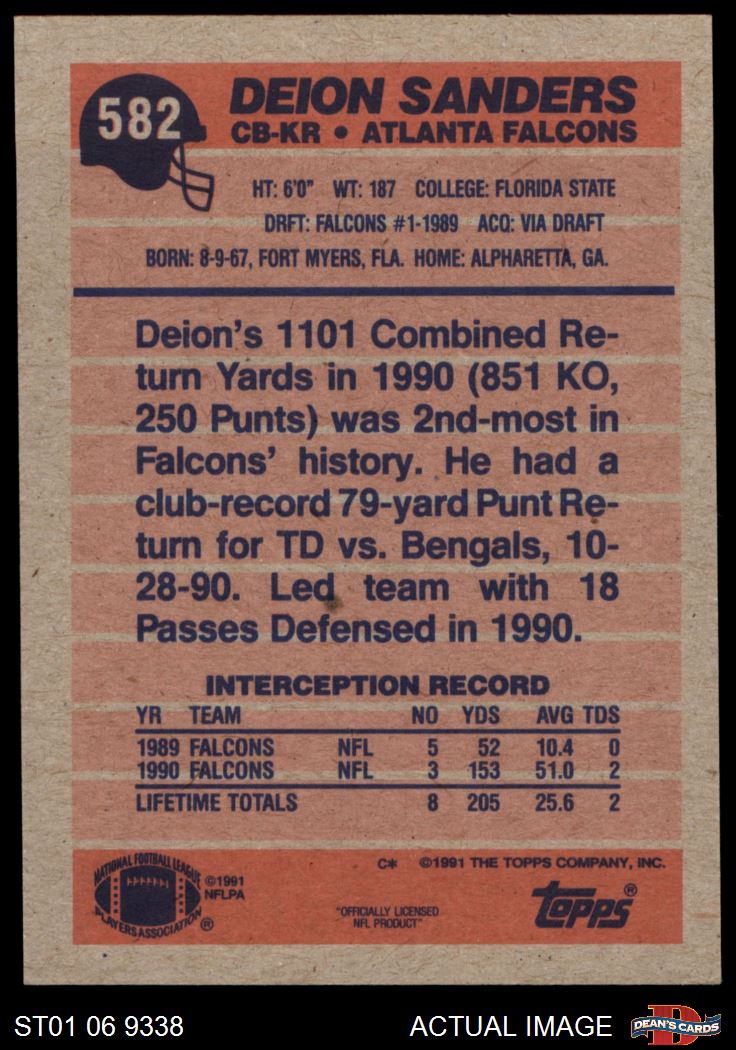 582
DEION SANDERS
CB-KR • ATLANTA FALCONS
HT: 6'0" WT: 187 COLLEGE: FLORIDA STATE
DRFT: FALCONS #1-1989 ACQ: VIA DRAFT
BORN: 8-9-67, FORT MYERS, FLA. HOME: ALPHARETTA, GA.
Deion's 1101 Combined Re-
turn Yards in 1990 (851 KO,
250 Punts) was 2nd-most in
Falcons' history. He had a
club-record 79-yard Punt Re-
turn for TD vs. Bengals, 10-
28-90. Led team with 18
Passes Defensed in 1990.
INTERCEPTION RECORD
YR TEAM NO YDS AVG TDS
1989 FALCONS NFL 5 52 10.4 0
1990 FALCONS NFL 3 153 51.0 2
LIFETIME TOTALS 8 205 25.6 2
C* ©1991 THE TOPPS COMPANY, INC.
NATIONAL FOOTBALL LEAGUE
PLAYERS ASSOCIATION ®
©1991
NFLPA
"OFFICIALLY LICENSED
NFL PRODUCT"
topps®
ST01 06 9338
ACTUAL IMAGE
D
DEAN'S CARDS